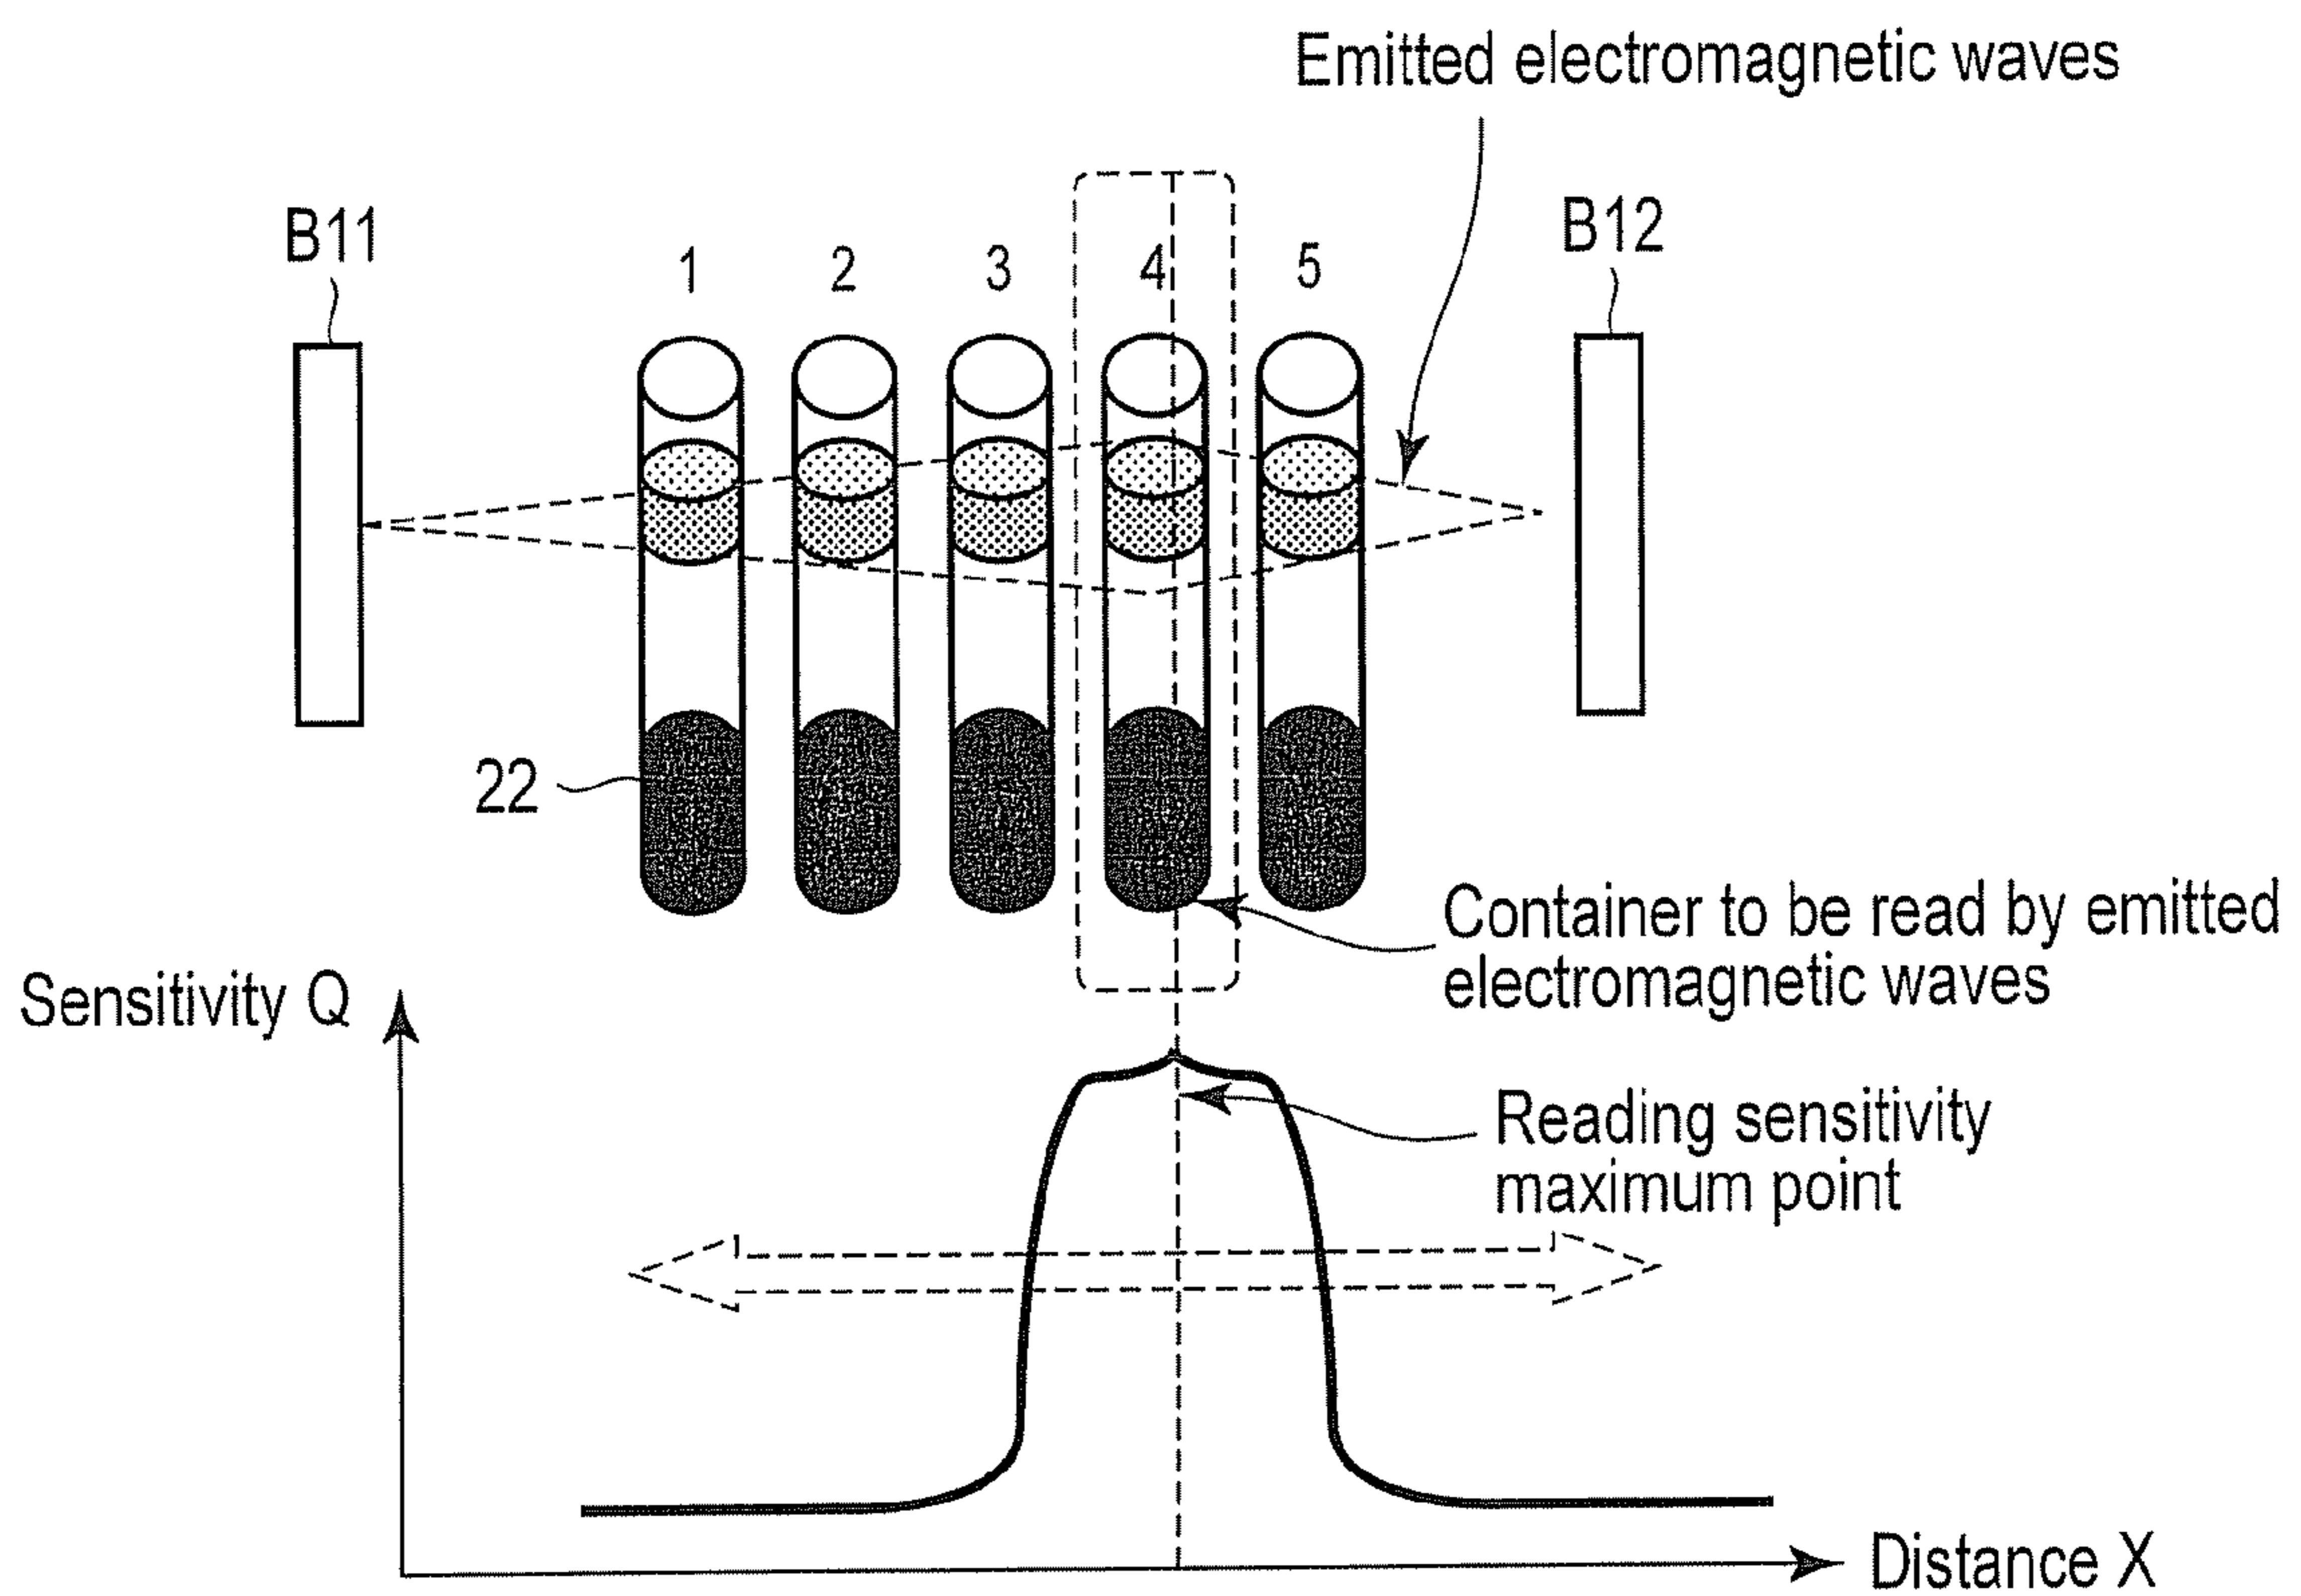 Emitted electromagnetic waves
B11
B12
1 2 3 4 5
22
Container to be read by emitted
electromagnetic waves
Sensitivity Q
Reading sensitivity
maximum point
Distance X